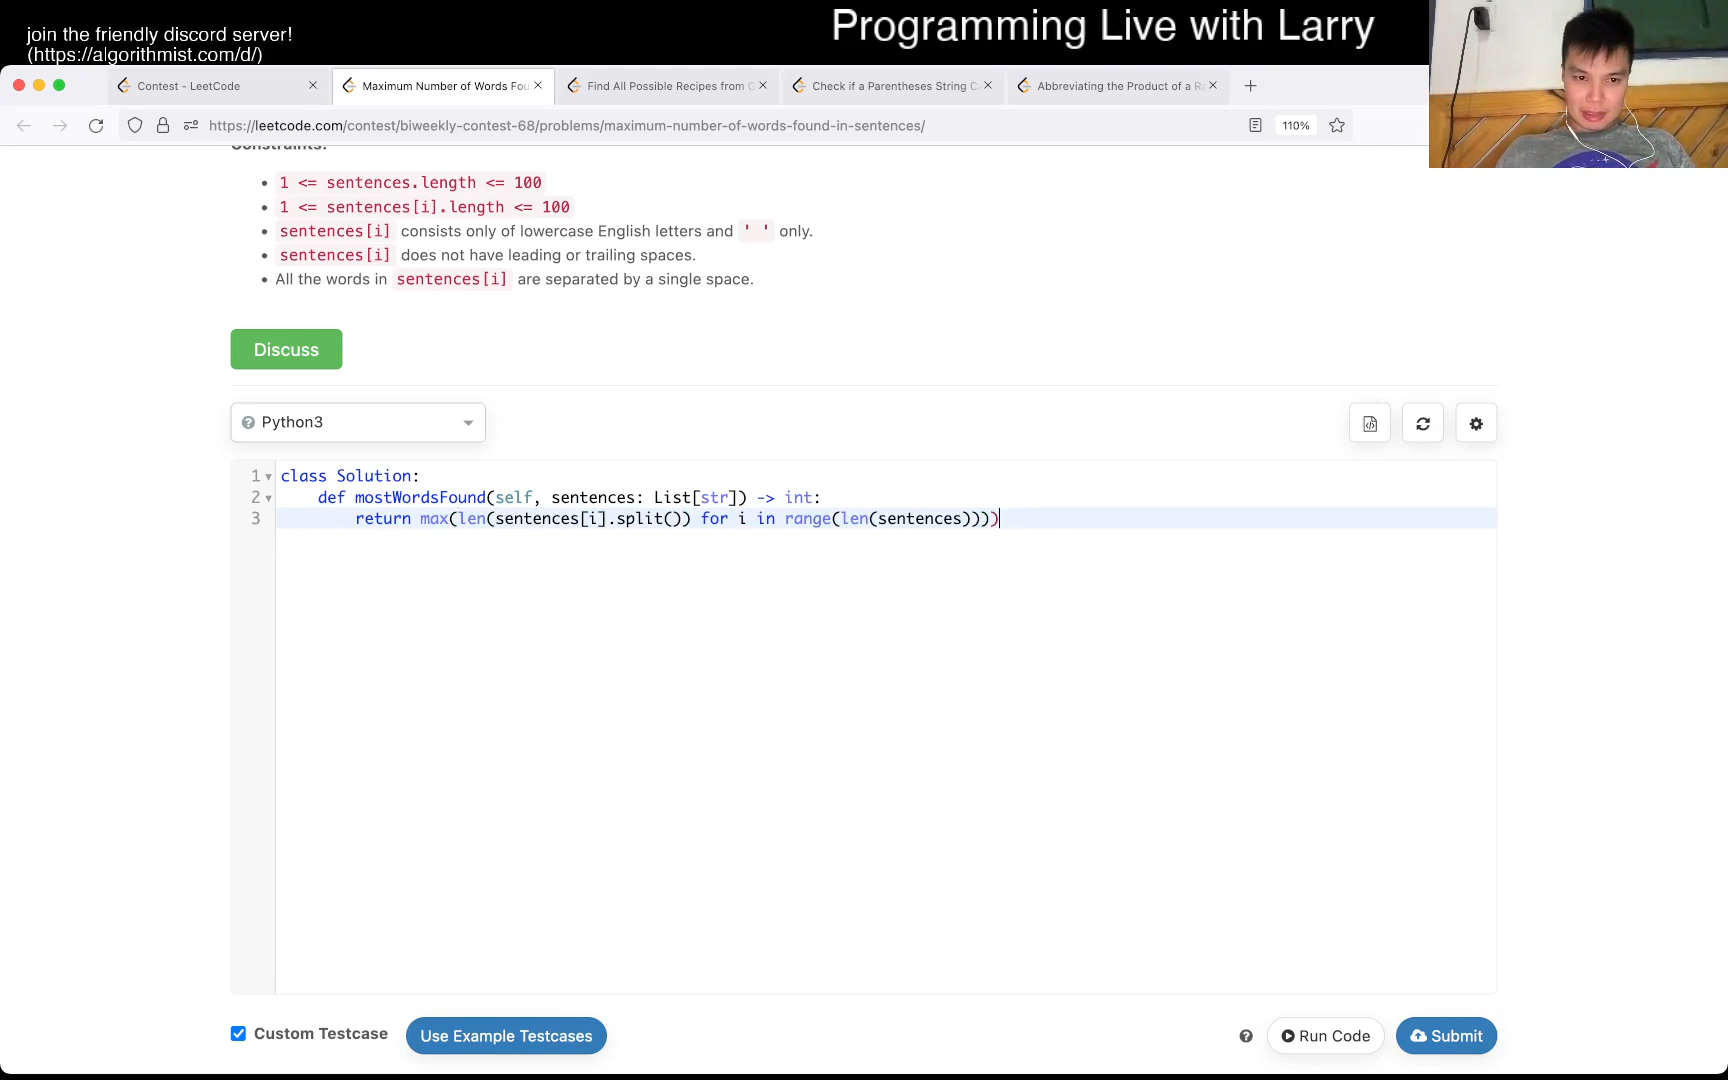 join the friendly discord server!
(https://algorithmist.com/d/)
Programming Live with Larry
Contest - LeetCode
Maximum Number of Words Fou
Find All Possible Recipes from G
Check if a Parentheses String C
Abbreviating the Product of a R
https://leetcode.com/contest/biweekly-contest-68/problems/maximum-number-of-words-found-in-sentences/
110%
Constraints:
1 <= sentences.length <= 100
1 <= sentences[i].length <= 100
sentences[i] consists only of lowercase English letters and ' ' only.
sentences[i] does not have leading or trailing spaces.
All the words in sentences[i] are separated by a single space.
Discuss
Python3
1 class Solution:
2 def mostWordsFound(self, sentences: List[str]) -> int:
3 return max(len(sentences[i].split()) for i in range(len(sentences))))
Custom Testcase
Use Example Testcases
Run Code
Submit